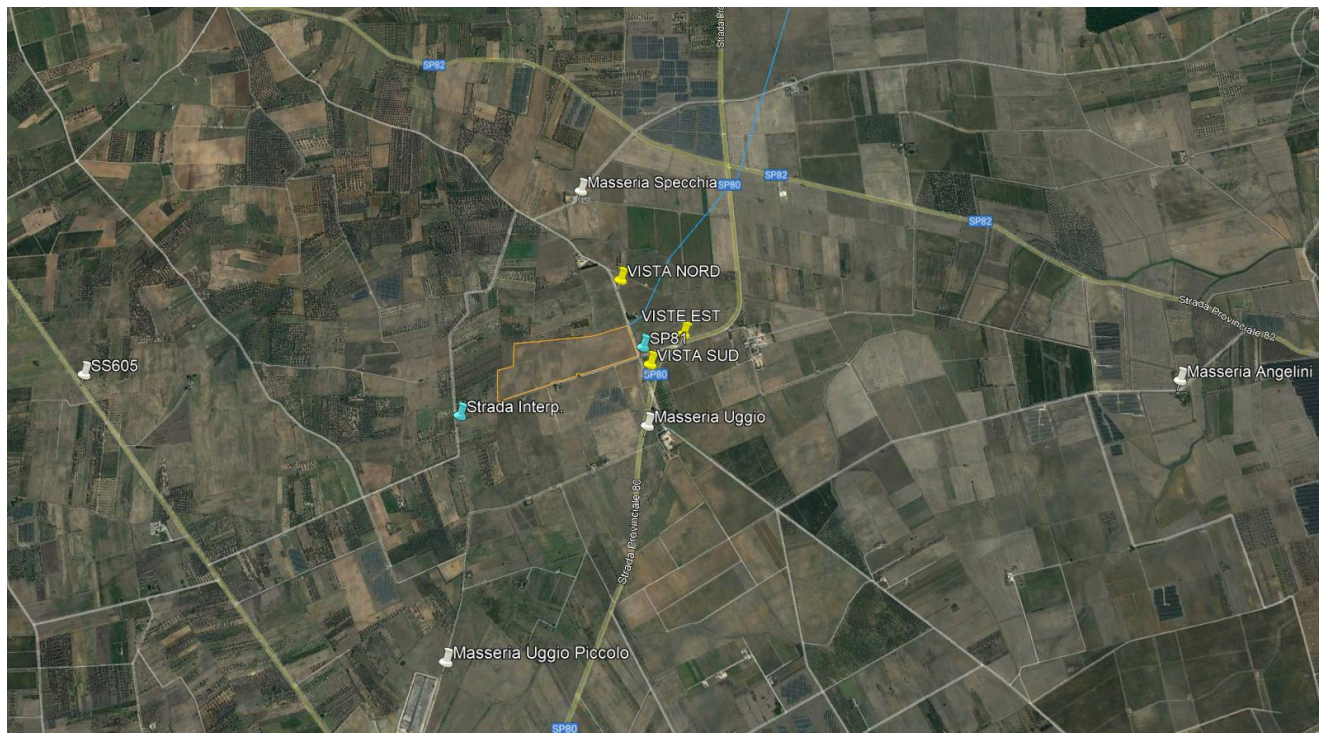 Strada Pro
SP82
SP82
Masseria Specchia
SP80
SP82
VISTA NORD
Strada Provinciale 82
VISTE EST
SP81
VISTA SUD
SS605
SP80
Masseria Angelini
Strada Interp.
Masseria Uggio
Strada Provinciale 80
Masseria Uggio Piccolo
SP80